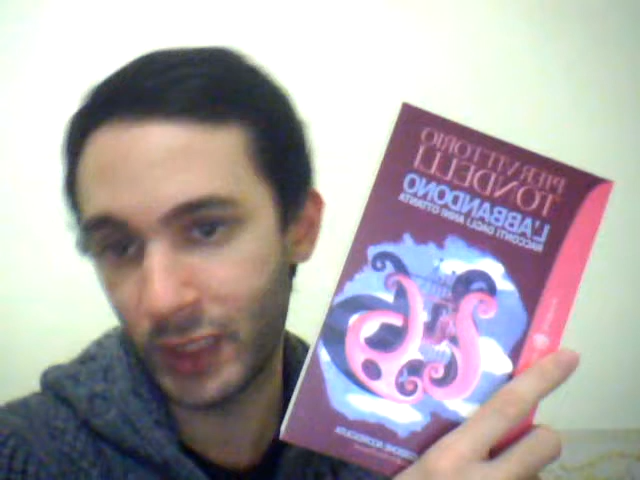 PIER VITTORIO
TONDELLI
L'ABBANDONO
RACCONTI DAGLI ANNI OTTANTA